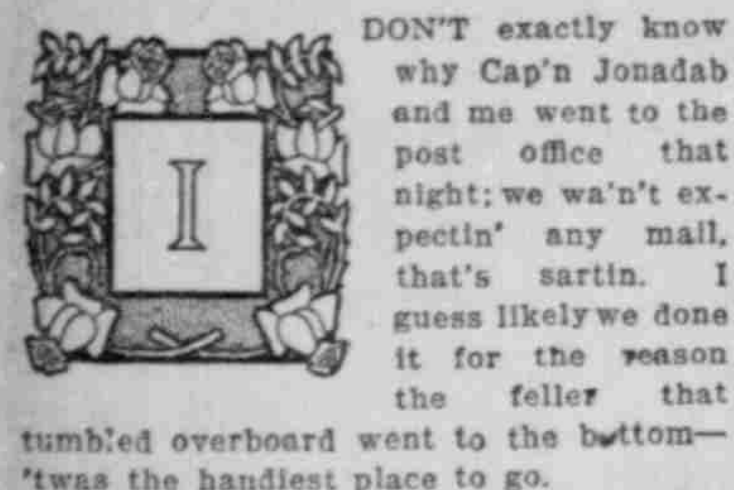 I DON'T exactly know
why Cap'n Jonadab
and me went to the
post office that
night; we wa'n't ex-
pectin' any mail,
that's sartin. I
guess likely we done
it for the reason
the feller that
tumbled overboard went to the bottom—
'twas the handiest place to go.